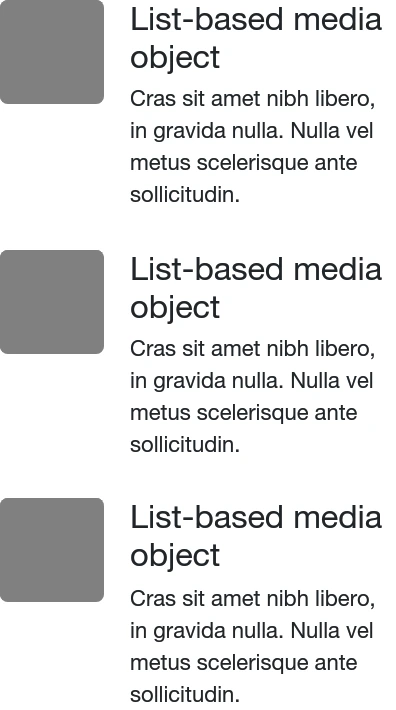 List-based media
object
Cras sit amet nibh libero,
in gravida nulla. Nulla vel
metus scelerisque ante
sollicitudin.
List-based media
object
Cras sit amet nibh libero,
in gravida nulla. Nulla vel
metus scelerisque ante
sollicitudin.
List-based media
object
Cras sit amet nibh libero,
in gravida nulla. Nulla vel
metus scelerisque ante
sollicitudin.